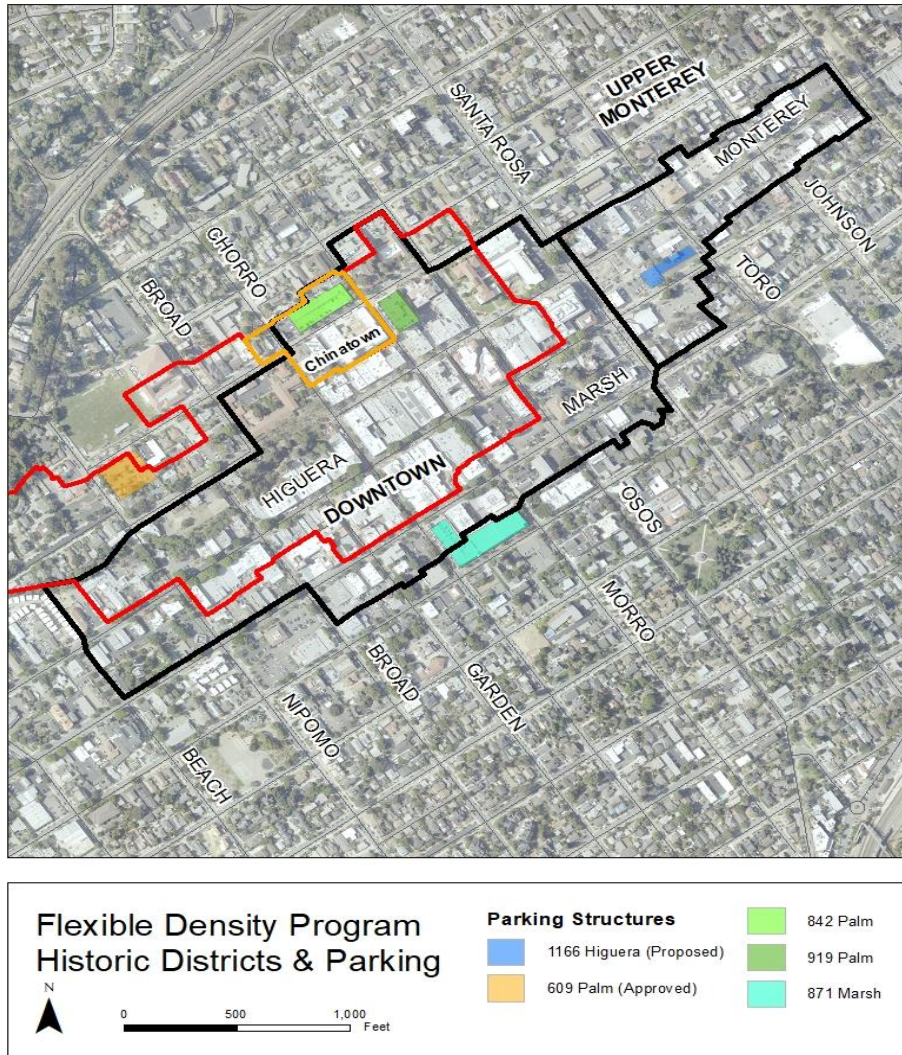 UPPER
MONTEREY
SANTA ROSA
MONTEREY
JOHNSON
CHORRO
TORO
BROAD
Chinatown
MARSH
HIGUERA
DOWNTOWN
OSOS
MORRO
BROAD
GARDEN
NIPOMO
BEACH
Flexible Density Program
Historic Districts & Parking
N
0 500 1,000
Feet
Parking Structures
1166 Higuera (Proposed)
609 Palm (Approved)
842 Palm
919 Palm
871 Marsh